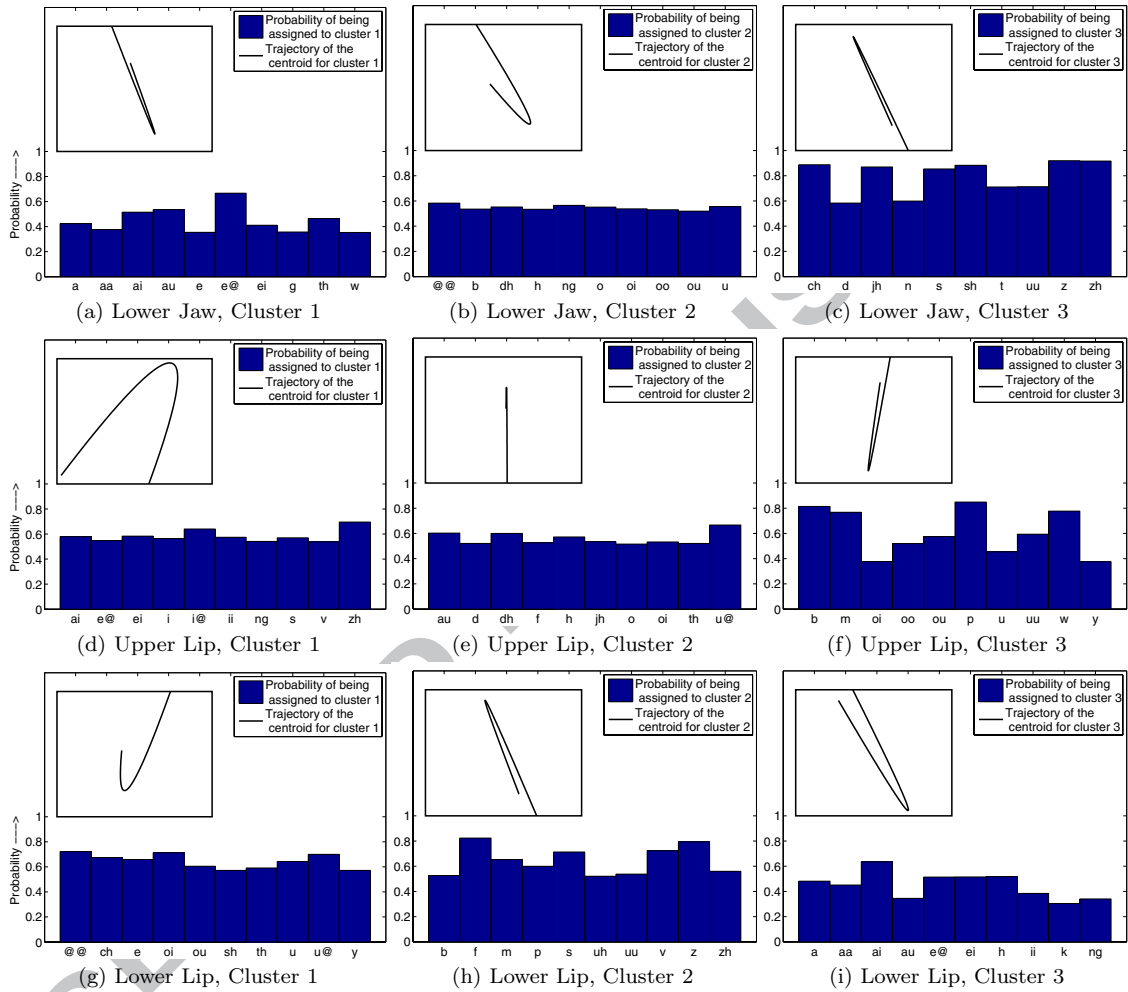 Probability of being
assigned to cluster 1
Trajectory of the
centroid for cluster 1
Probability --->
1
0.8
0.6
0.4
0.2
0
a aa ai au e e@ ei g th w
(a) Lower Jaw, Cluster 1
Probability of being
assigned to cluster 2
Trajectory of the
centroid for cluster 2
1
0.8
0.6
0.4
0.2
0
@@ b dh h ng o oi oo ou u
(b) Lower Jaw, Cluster 2
Probability of being
assigned to cluster 3
Trajectory of the
centroid for cluster 3
1
0.8
0.6
0.4
0.2
0
ch d jh n s sh t uu z zh
(c) Lower Jaw, Cluster 3
Probability of being
assigned to cluster 1
Trajectory of the
centroid for cluster 1
Probability --->
1
0.8
0.6
0.4
0.2
0
ai e@ ei i i@ ii ng s v zh
(d) Upper Lip, Cluster 1
Probability of being
assigned to cluster 2
Trajectory of the
centroid for cluster 2
1
0.8
0.6
0.4
0.2
0
au d dh f h jh o oi th u@
(e) Upper Lip, Cluster 2
Probability of being
assigned to cluster 3
Trajectory of the
centroid for cluster 3
1
0.8
0.6
0.4
0.2
0
b m oi oo ou p u uu w y
(f) Upper Lip, Cluster 3
Probability of being
assigned to cluster 1
Trajectory of the
centroid for cluster 1
Probability --->
1
0.8
0.6
0.4
0.2
0
@@ ch e oi ou sh th u u@ y
(g) Lower Lip, Cluster 1
Probability of being
assigned to cluster 2
Trajectory of the
centroid for cluster 2
1
0.8
0.6
0.4
0.2
0
b f m p s uh uu v z zh
(h) Lower Lip, Cluster 2
Probability of being
assigned to cluster 3
Trajectory of the
centroid for cluster 3
1
0.8
0.6
0.4
0.2
0
a aa ai au e@ ei h ii k ng
(i) Lower Lip, Cluster 3